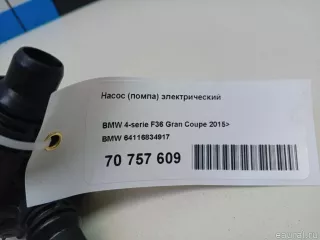 Насос (помпа) электрический
BMW 4-serie F36 Gran Coupe 2015>
BMW 64116834917
70 757 609